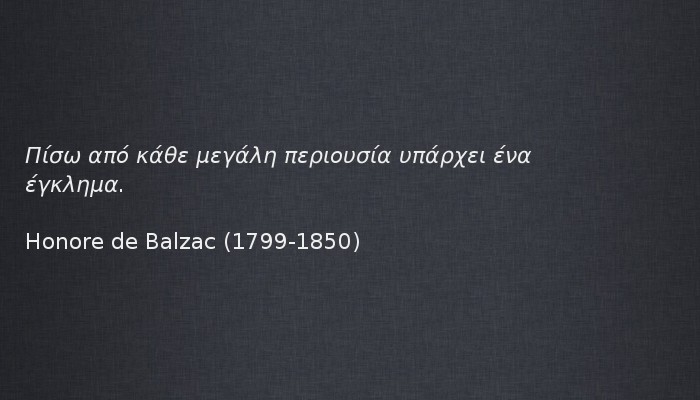 Πίσω από κάθε μεγάλη περιουσία υπάρχει ένα
έγκλημα.
Honore de Balzac (1799-1850)